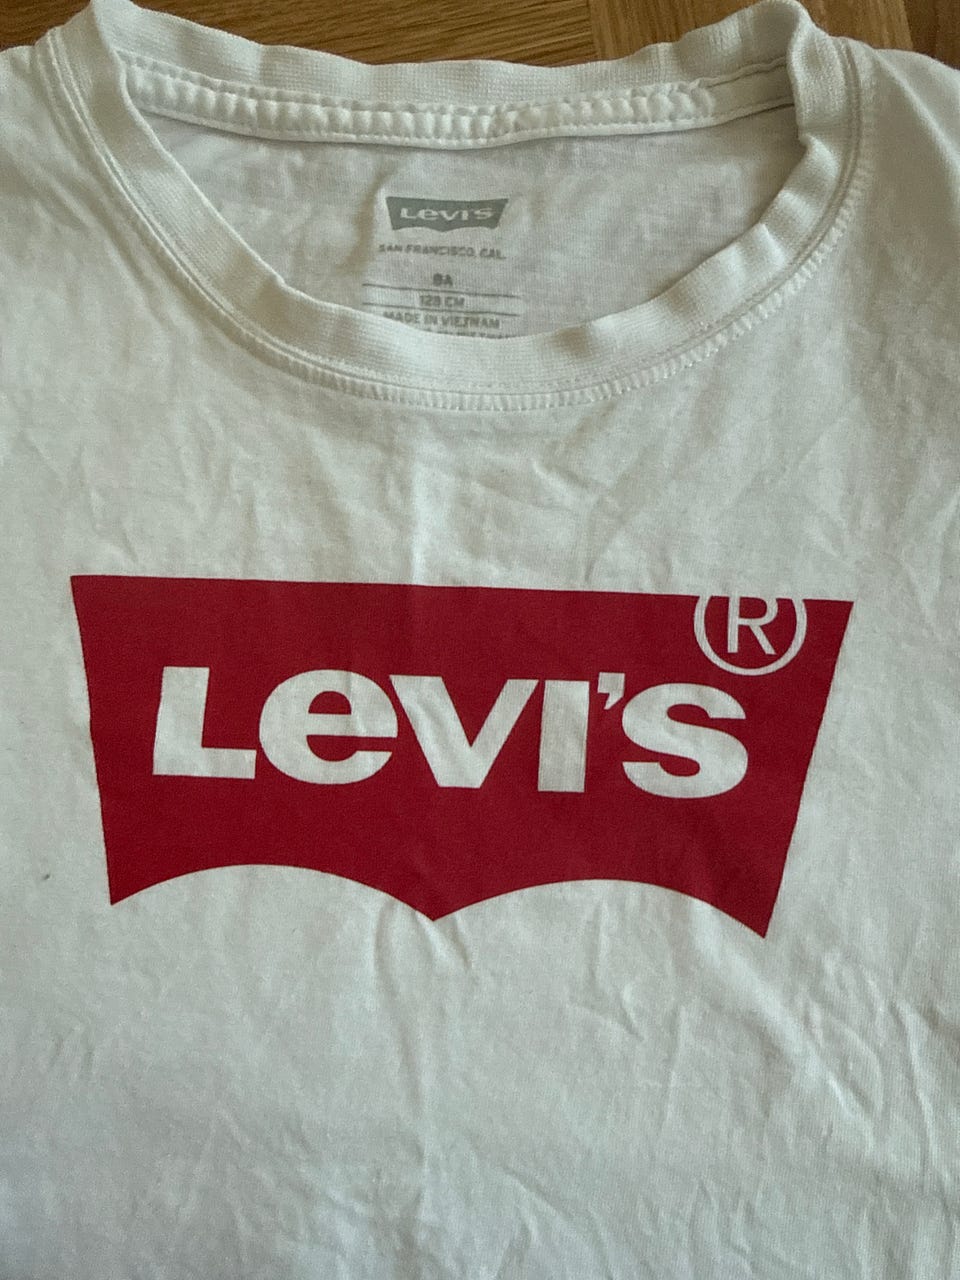 Levi's
SAN FRANCISCO, CAL.
8A
128 CM
MADE IN VIETNAM
Levi's®